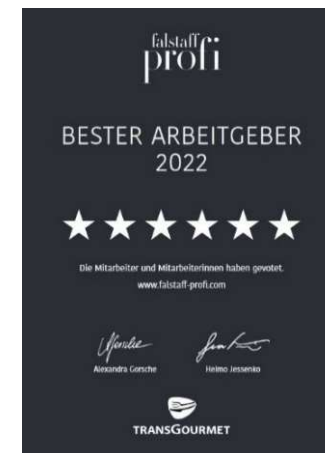 falstaff
profi
BESTER ARBEITGEBER
2022
Die Mitarbeiter und Mitarbeiterinnen haben gevotet.
www.falstaff-profi.com
Alexandra Gorsche Heimo Jessenko
TRANSGOURMET